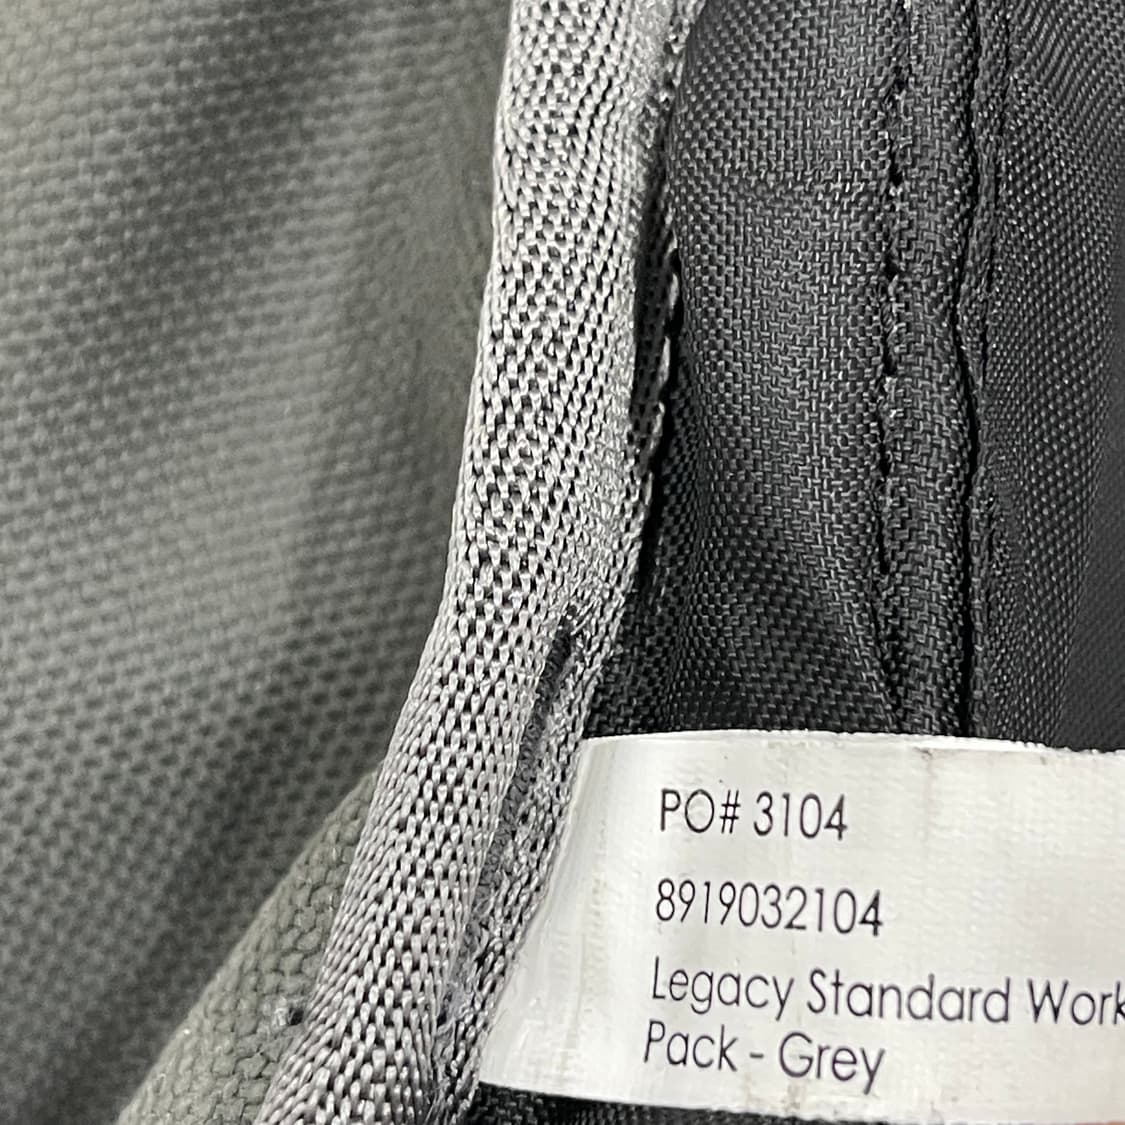 PO# 3104
8919032104
Legacy Standard Work
Pack - Grey